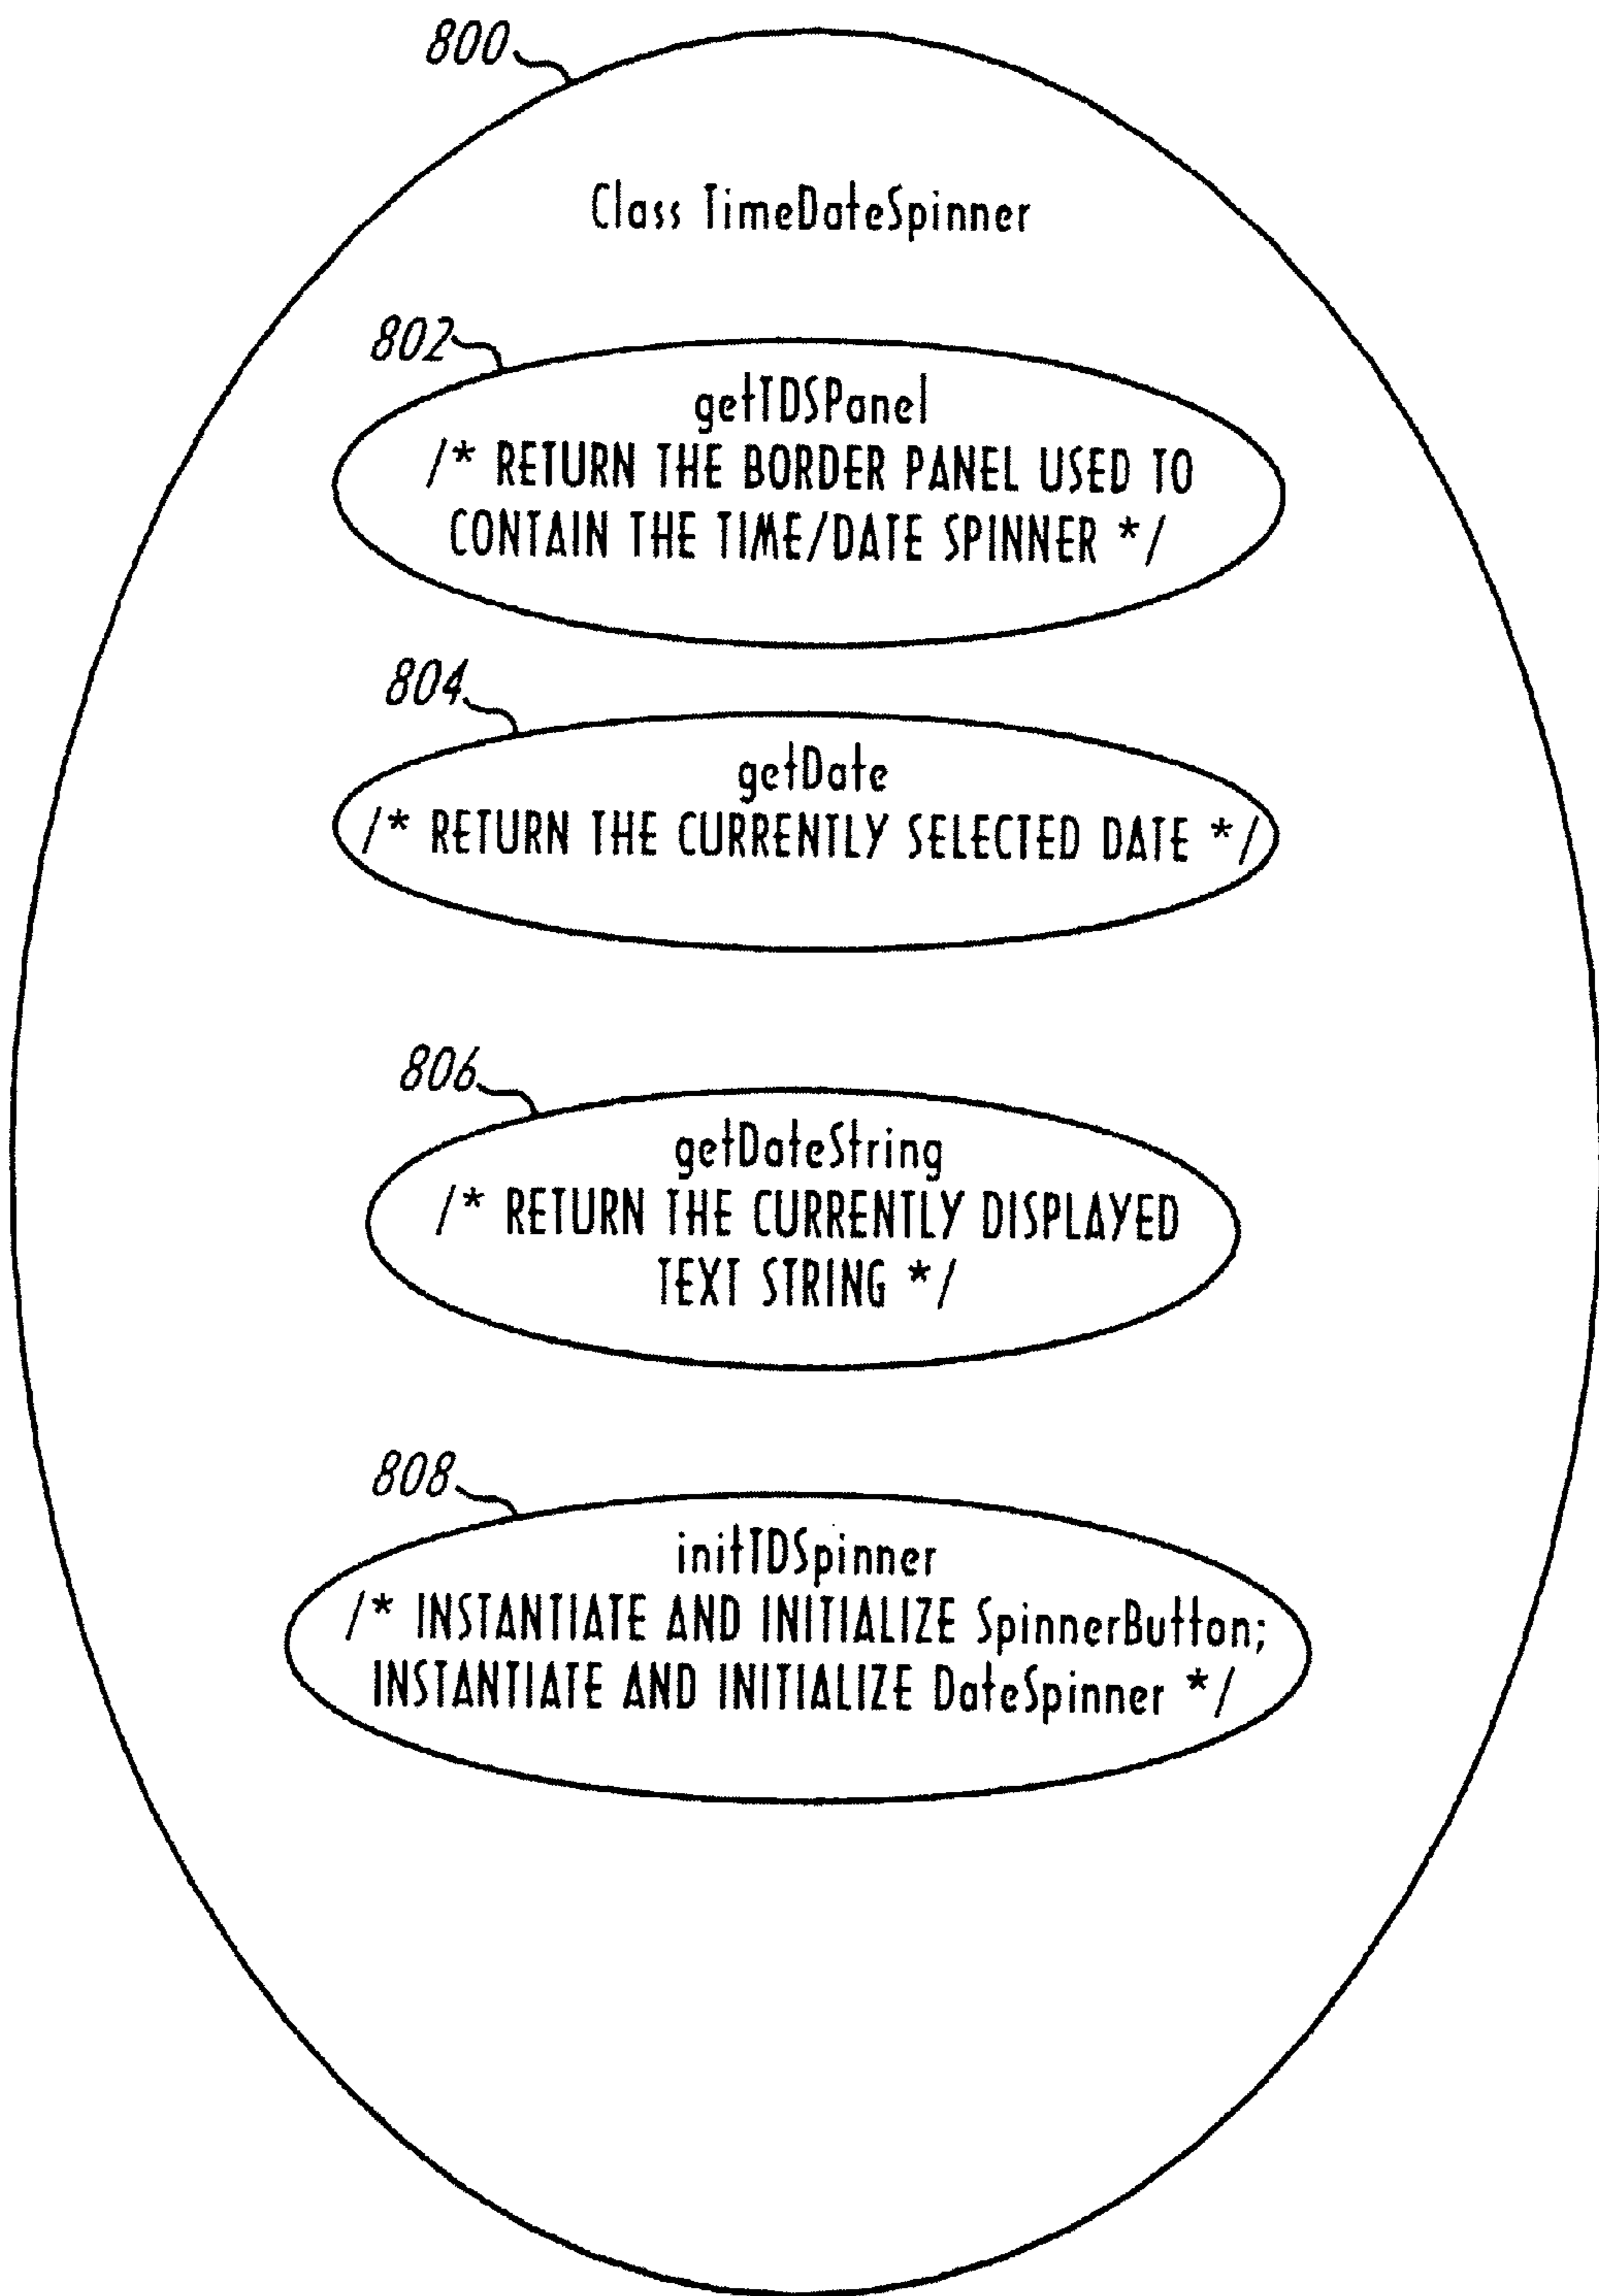 800
Class TimeDateSpinner
802
getTDSPanel
/* RETURN THE BORDER PANEL USED TO
CONTAIN THE TIME/DATE SPINNER */
804
getDate
/* RETURN THE CURRENTLY SELECTED DATE */
806
getDateString
/* RETURN THE CURRENTLY DISPLAYED
TEXT STRING */
808
initTDSpinner
/* INSTANTIATE AND INITIALIZE SpinnerButton;
INSTANTIATE AND INITIALIZE DateSpinner */